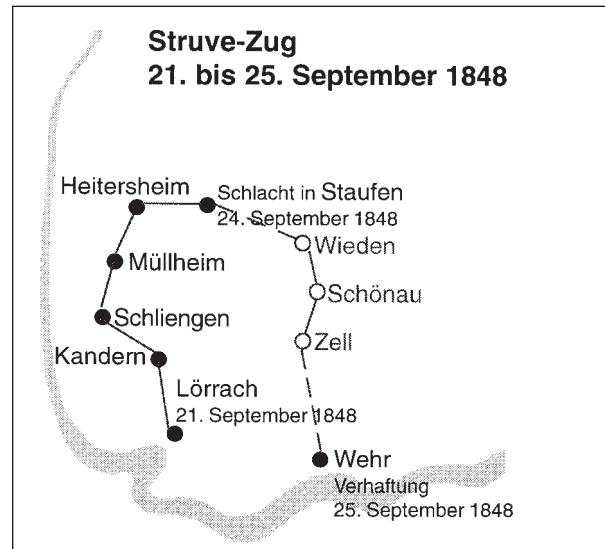 Struve-Zug
21. bis 25. September 1848
Heitersheim
Schlacht in Staufen
24. September 1848
Wieden
Müllheim
Schönau
Schliengen
Zell
Kandern
Lörrach
21. September 1848
Wehr
Verhaftung
25. September 1848